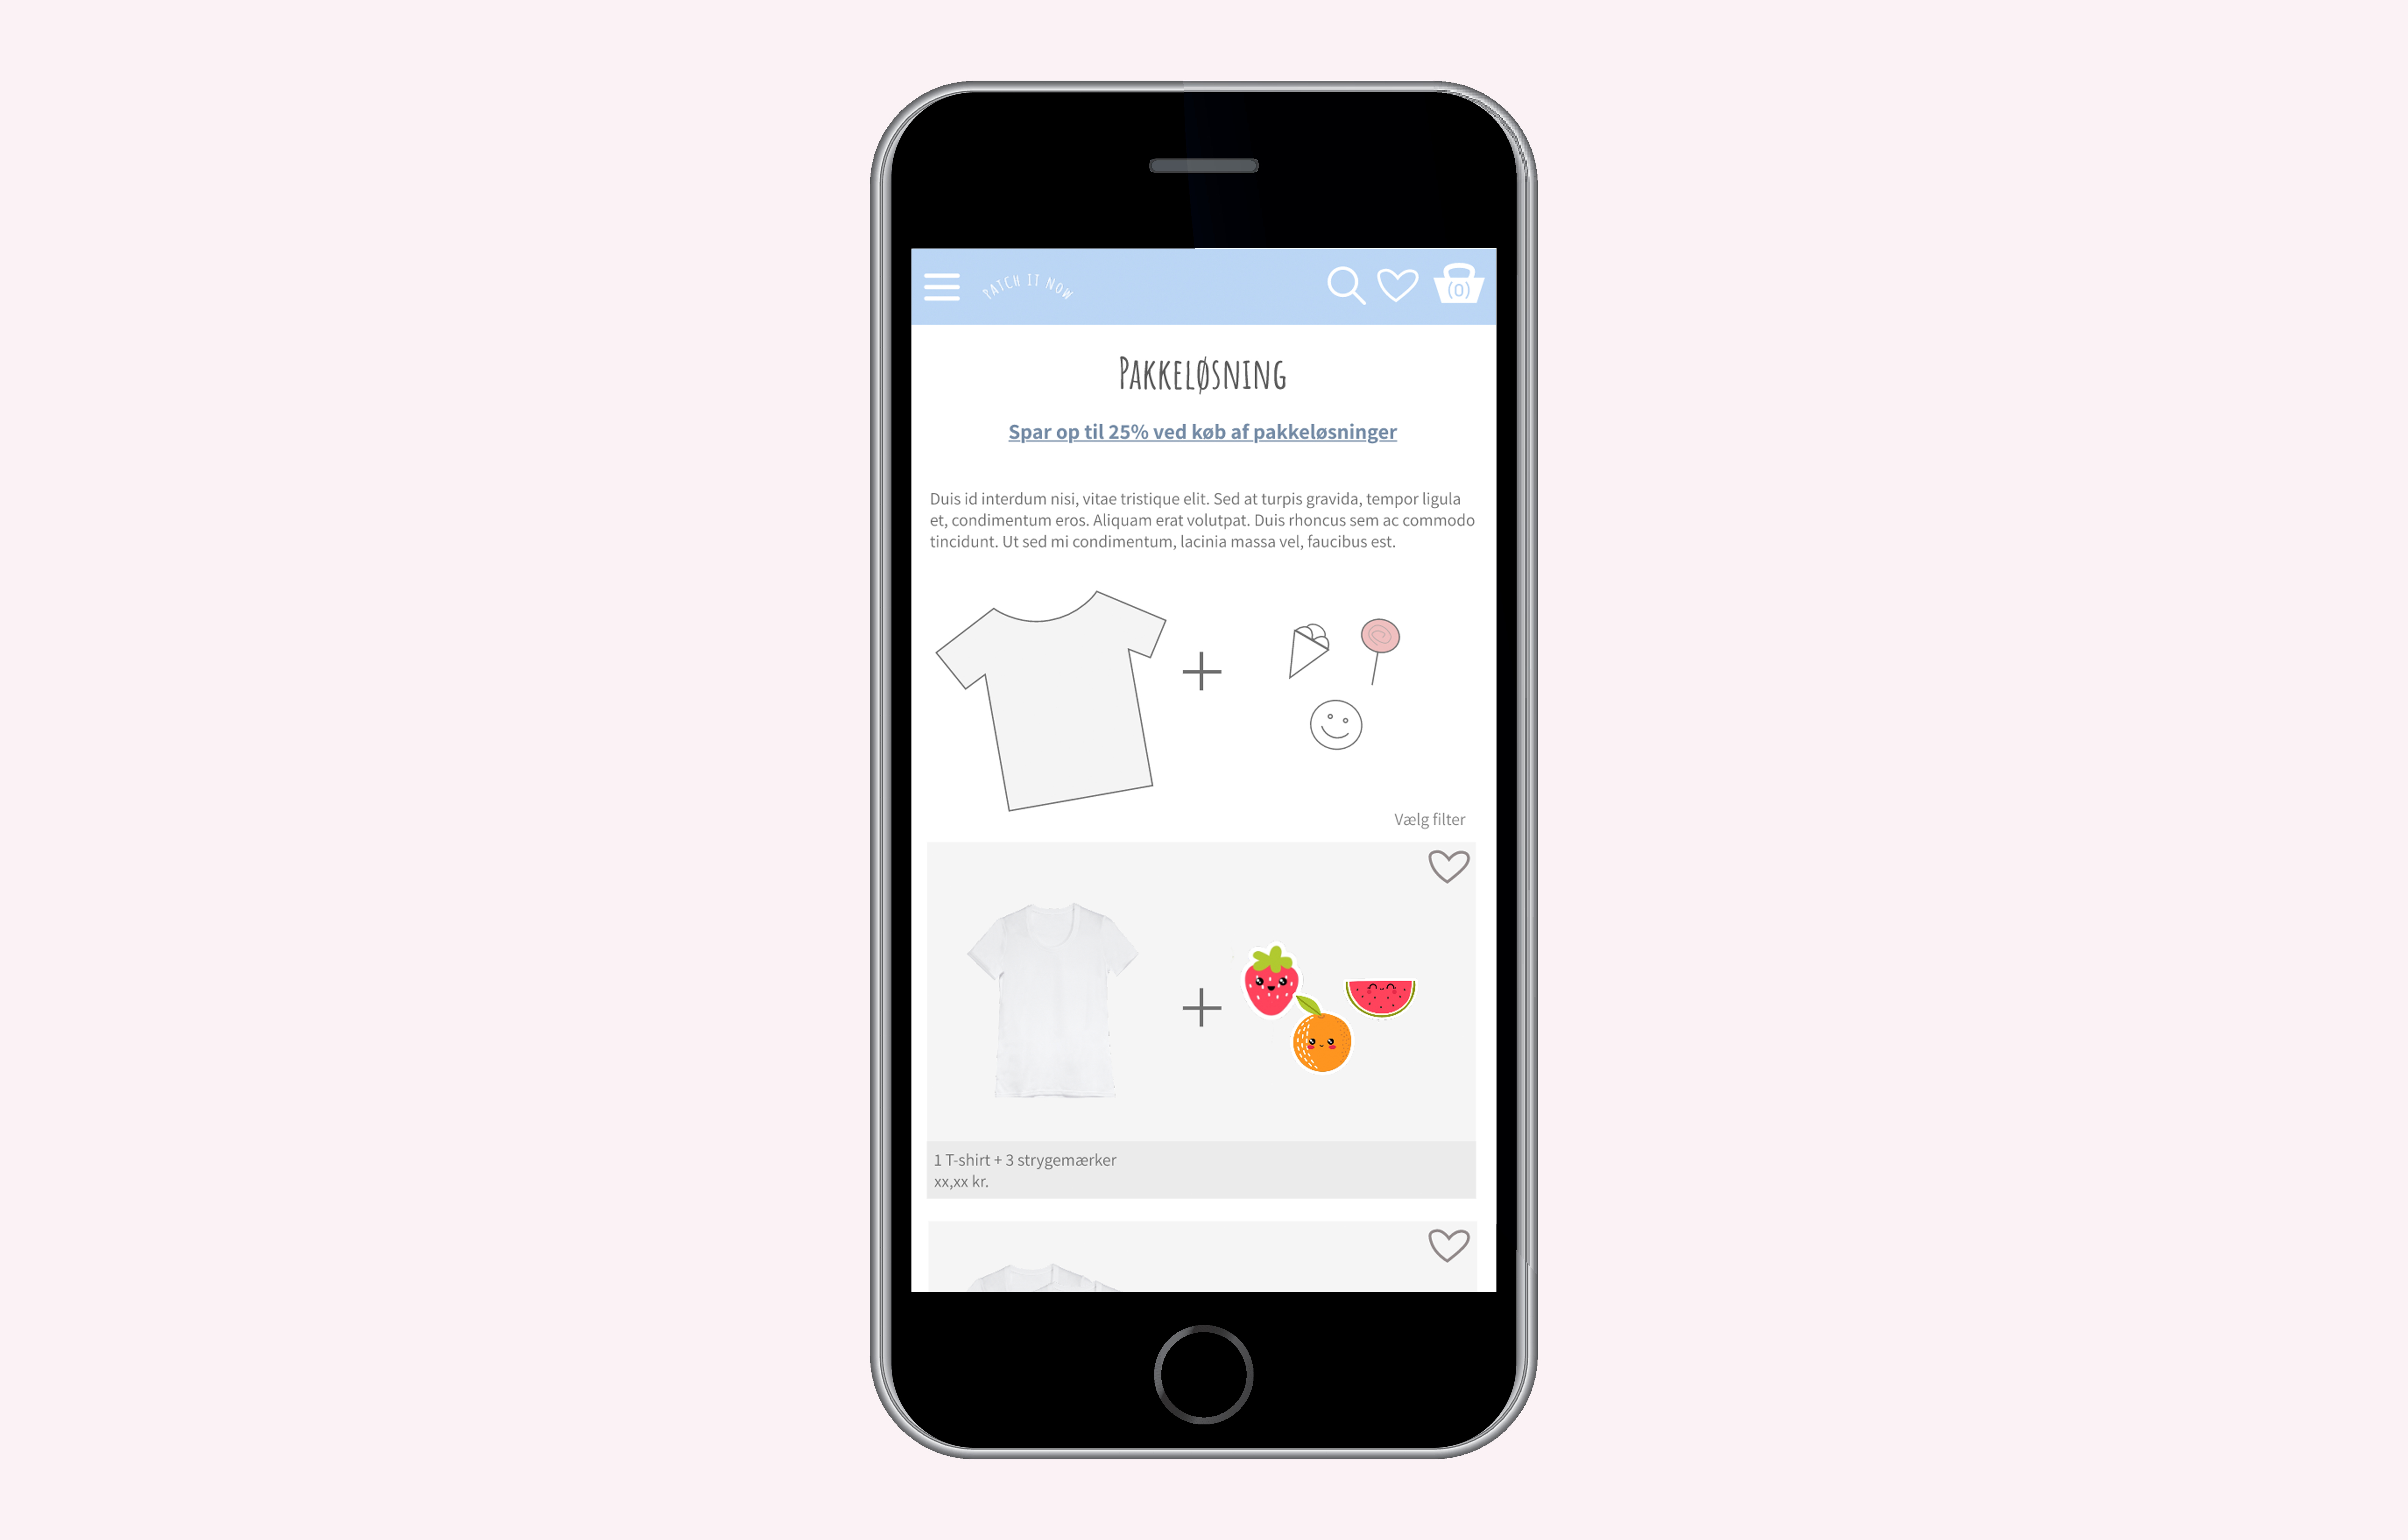 PATCH II NOW
(0)
PAKKELØSNING
Spar op til 25% ved køb af pakkeløsninger
Duis id interdum nisi, vitae tristique elit. Sed at turpis gravida, tempor ligula
et, condimentum eros. Aliquam erat volutpat. Duis rhoncus sem ac commodo
tincidunt. Ut sed mi condimentum, lacinia massa vel, faucibus est.
Vælg filter
1 T-shirt + 3 strygemærker
xx,xx kr.